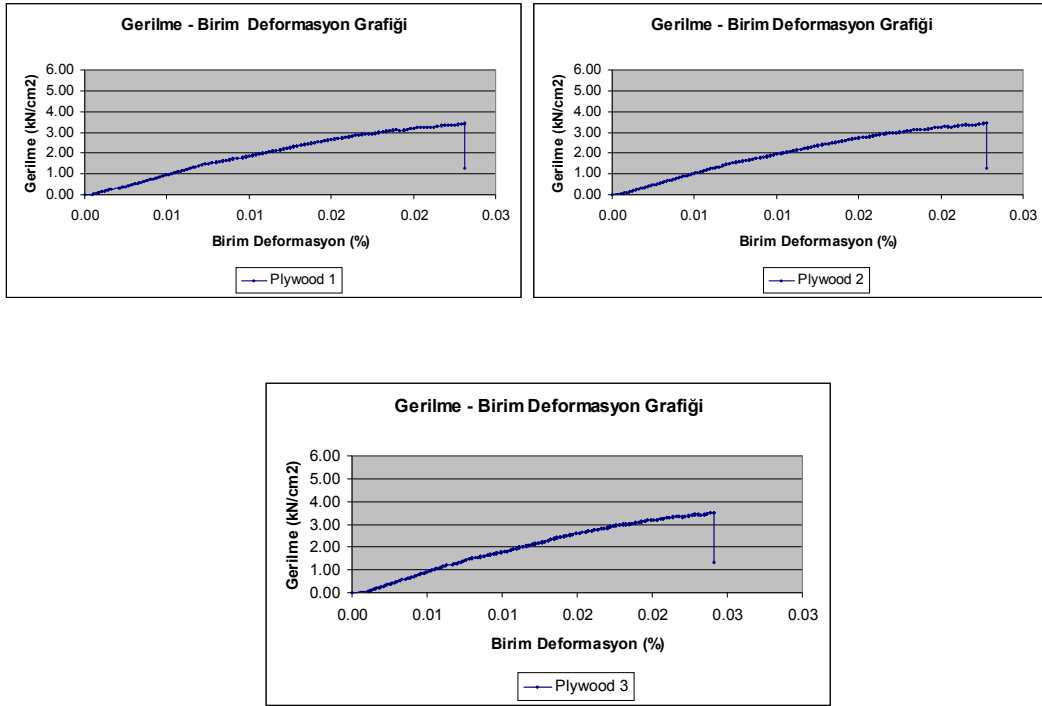 Gerilme - Birim Deformasyon Grafiği
6.00
5.00
4.00
3.00
2.00
1.00
0.00
Gerilme (kN/cm2)
0.00 0.01 0.01 0.02 0.02 0.03
Birim Deformasyon (%)
Plywood 1
Gerilme - Birim Deformasyon Grafiği
6.00
5.00
4.00
3.00
2.00
1.00
0.00
Gerilme (kN/cm2)
0.00 0.01 0.01 0.02 0.02 0.03
Birim Deformasyon (%)
Plywood 2
Gerilme - Birim Deformasyon Grafiği
6.00
5.00
4.00
3.00
2.00
1.00
0.00
Gerilme (kN/cm2)
0.00 0.01 0.01 0.02 0.02 0.03 0.03
Birim Deformasyon (%)
Plywood 3